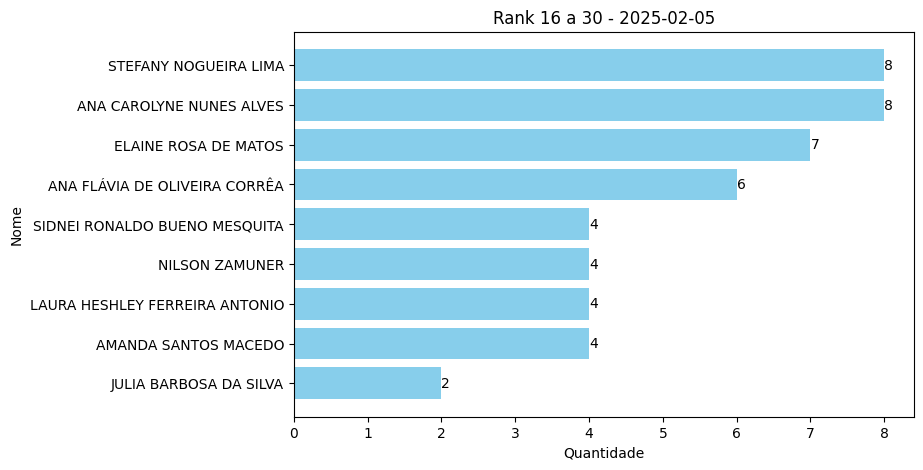 Rank 16 a 30 - 2025-02-05
STEFANY NOGUEIRA LIMA 8
ANA CAROLYNE NUNES ALVES 8
ELAINE ROSA DE MATOS 7
ANA FLÁVIA DE OLIVEIRA CORRÊA 6
SIDNEI RONALDO BUENO MESQUITA 4
NILSON ZAMUNER 4
LAURA HESHLEY FERREIRA ANTONIO 4
AMANDA SANTOS MACEDO 4
JULIA BARBOSA DA SILVA 2
Nome
0 1 2 3 4 5 6 7 8
Quantidade